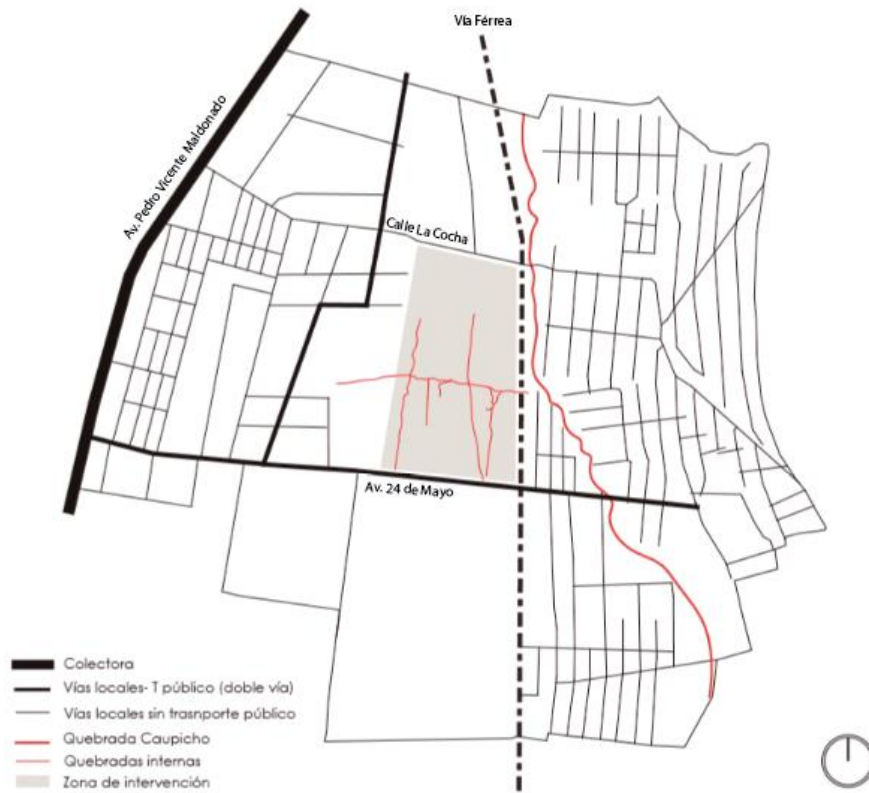 Vía Férrea
Av. Pedro Vicente Maldonado
Calle La Cocha
Av. 24 de Mayo
Colectora
Vías locales- T público (doble vía)
Vías locales sin trasnporte público
Quebrada Caupicho
Quebradas internas
Zona de intervención